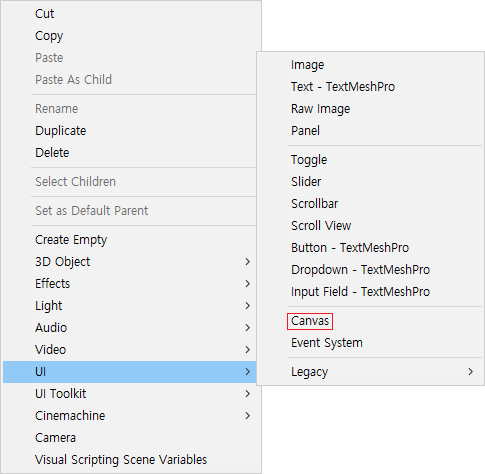 Cut
Copy
Paste
Paste As Child
Rename
Duplicate
Delete
Select Children
Set as Default Parent
Create Empty
3D Object
Effects
Light
Audio
Video
UI
UI Toolkit
Cinemachine
Camera
Visual Scripting Scene Variables
Image
Text - TextMeshPro
Raw Image
Panel
Toggle
Slider
Scrollbar
Scroll View
Button - TextMeshPro
Dropdown - TextMeshPro
Input Field - TextMeshPro
Canvas
Event System
Legacy